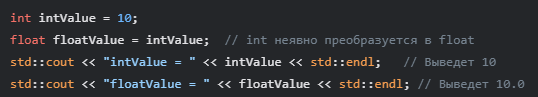 int intValue = 10;
float floatValue = intValue;  // int неявно преобразуется в float
std::cout << "intValue = " << intValue << std::endl;   // Выведет 10
std::cout << "floatValue = " << floatValue << std::endl; // Выведет 10.0